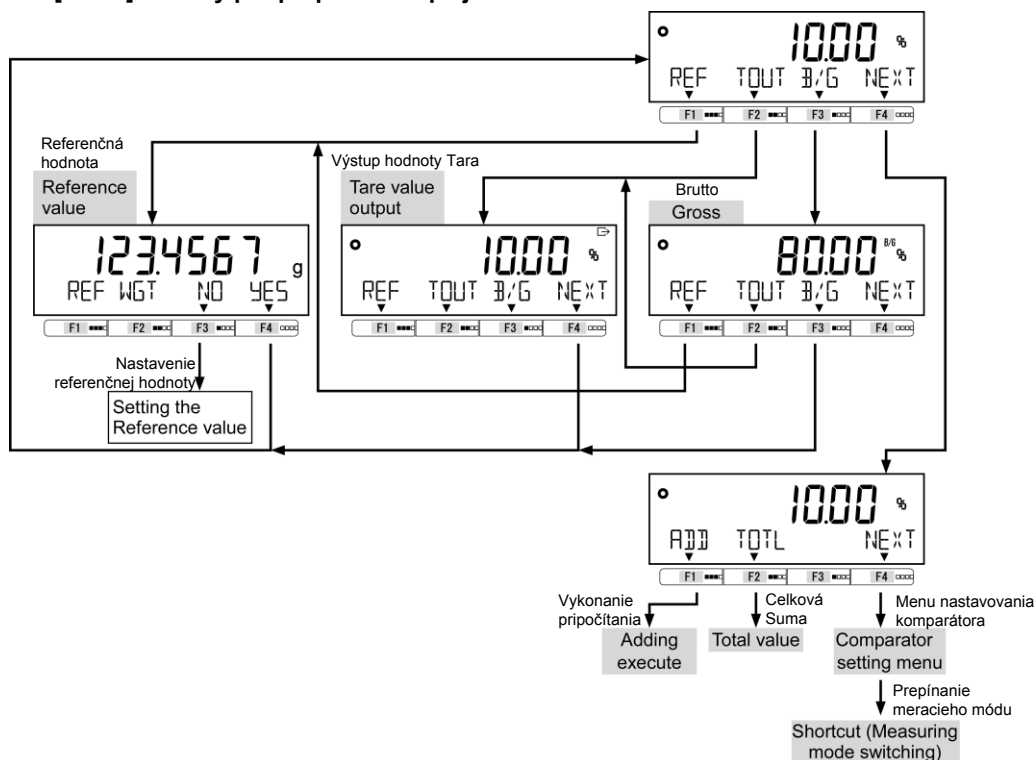 10.00 %
REF TOUT B/G NEXT
F1 F2 F3 F4
Referenčná
hodnota
Reference
value
Výstup hodnoty Tara
Tare value
output
Brutto
Gross
123.4567 g
REF WGT NO YES
F1 F2 F3 F4
10.00 %
REF TOUT B/G NEXT
F1 F2 F3 F4
80.00 B/G %
REF TOUT B/G NEXT
F1 F2 F3 F4
Nastavenie
referenčnej hodnoty
Setting the
Reference value
10.00 %
ADD TOTL NEXT
F1 F2 F3 F4
Vykonanie
pripočítania
Adding
execute
Celková
Suma
Total value
Menu nastavovania
komparátora
Comparator
setting menu
Prepínanie
meracieho módu
Shortcut (Measuring
mode switching)